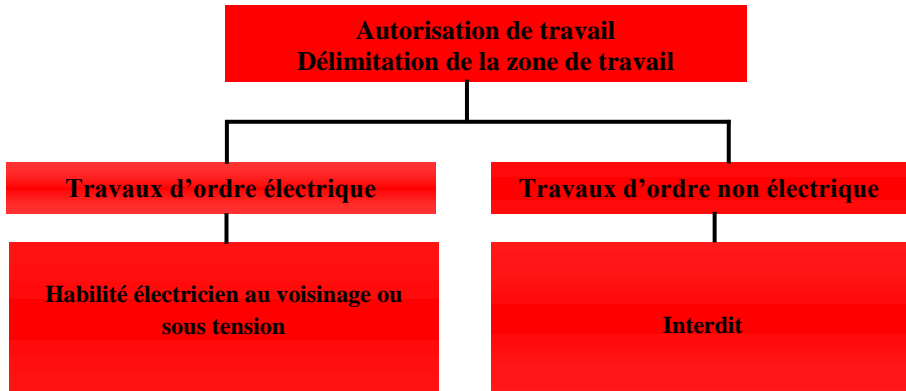 Autorisation de travail
Délimitation de la zone de travail
Travaux d'ordre électrique
Travaux d'ordre non électrique
Habilité électricien au voisinage ou
sous tension
Interdit